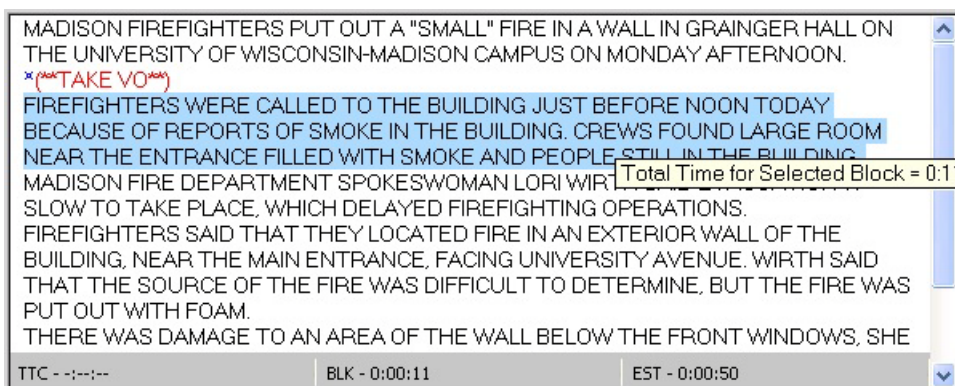 MADISON FIREFIGHTERS PUT OUT A "SMALL" FIRE IN A WALL IN GRAINGER HALL ON
THE UNIVERSITY OF WISCONSIN-MADISON CAMPUS ON MONDAY AFTERNOON.
*(**TAKE VO**)
FIREFIGHTERS WERE CALLED TO THE BUILDING JUST BEFORE NOON TODAY
BECAUSE OF REPORTS OF SMOKE IN THE BUILDING. CREWS FOUND LARGE ROOM
NEAR THE ENTRANCE FILLED WITH SMOKE AND PEOPLE STILL IN THE BUILDING.
Total Time for Selected Block = 0:11
MADISON FIRE DEPARTMENT SPOKESWOMAN LORI
SLOW TO TAKE PLACE, WHICH DELAYED FIREFIGHTING OPERATIONS.
FIREFIGHTERS SAID THAT THEY LOCATED FIRE IN AN EXTERIOR WALL OF THE
BUILDING, NEAR THE MAIN ENTRANCE, FACING UNIVERSITY AVENUE. WIRTH SAID
THAT THE SOURCE OF THE FIRE WAS DIFFICULT TO DETERMINE, BUT THE FIRE WAS
PUT OUT WITH FOAM.
THERE WAS DAMAGE TO AN AREA OF THE WALL BELOW THE FRONT WINDOWS, SHE
TTC - -:--:-- BLK - 0:00:11 EST - 0:00:50